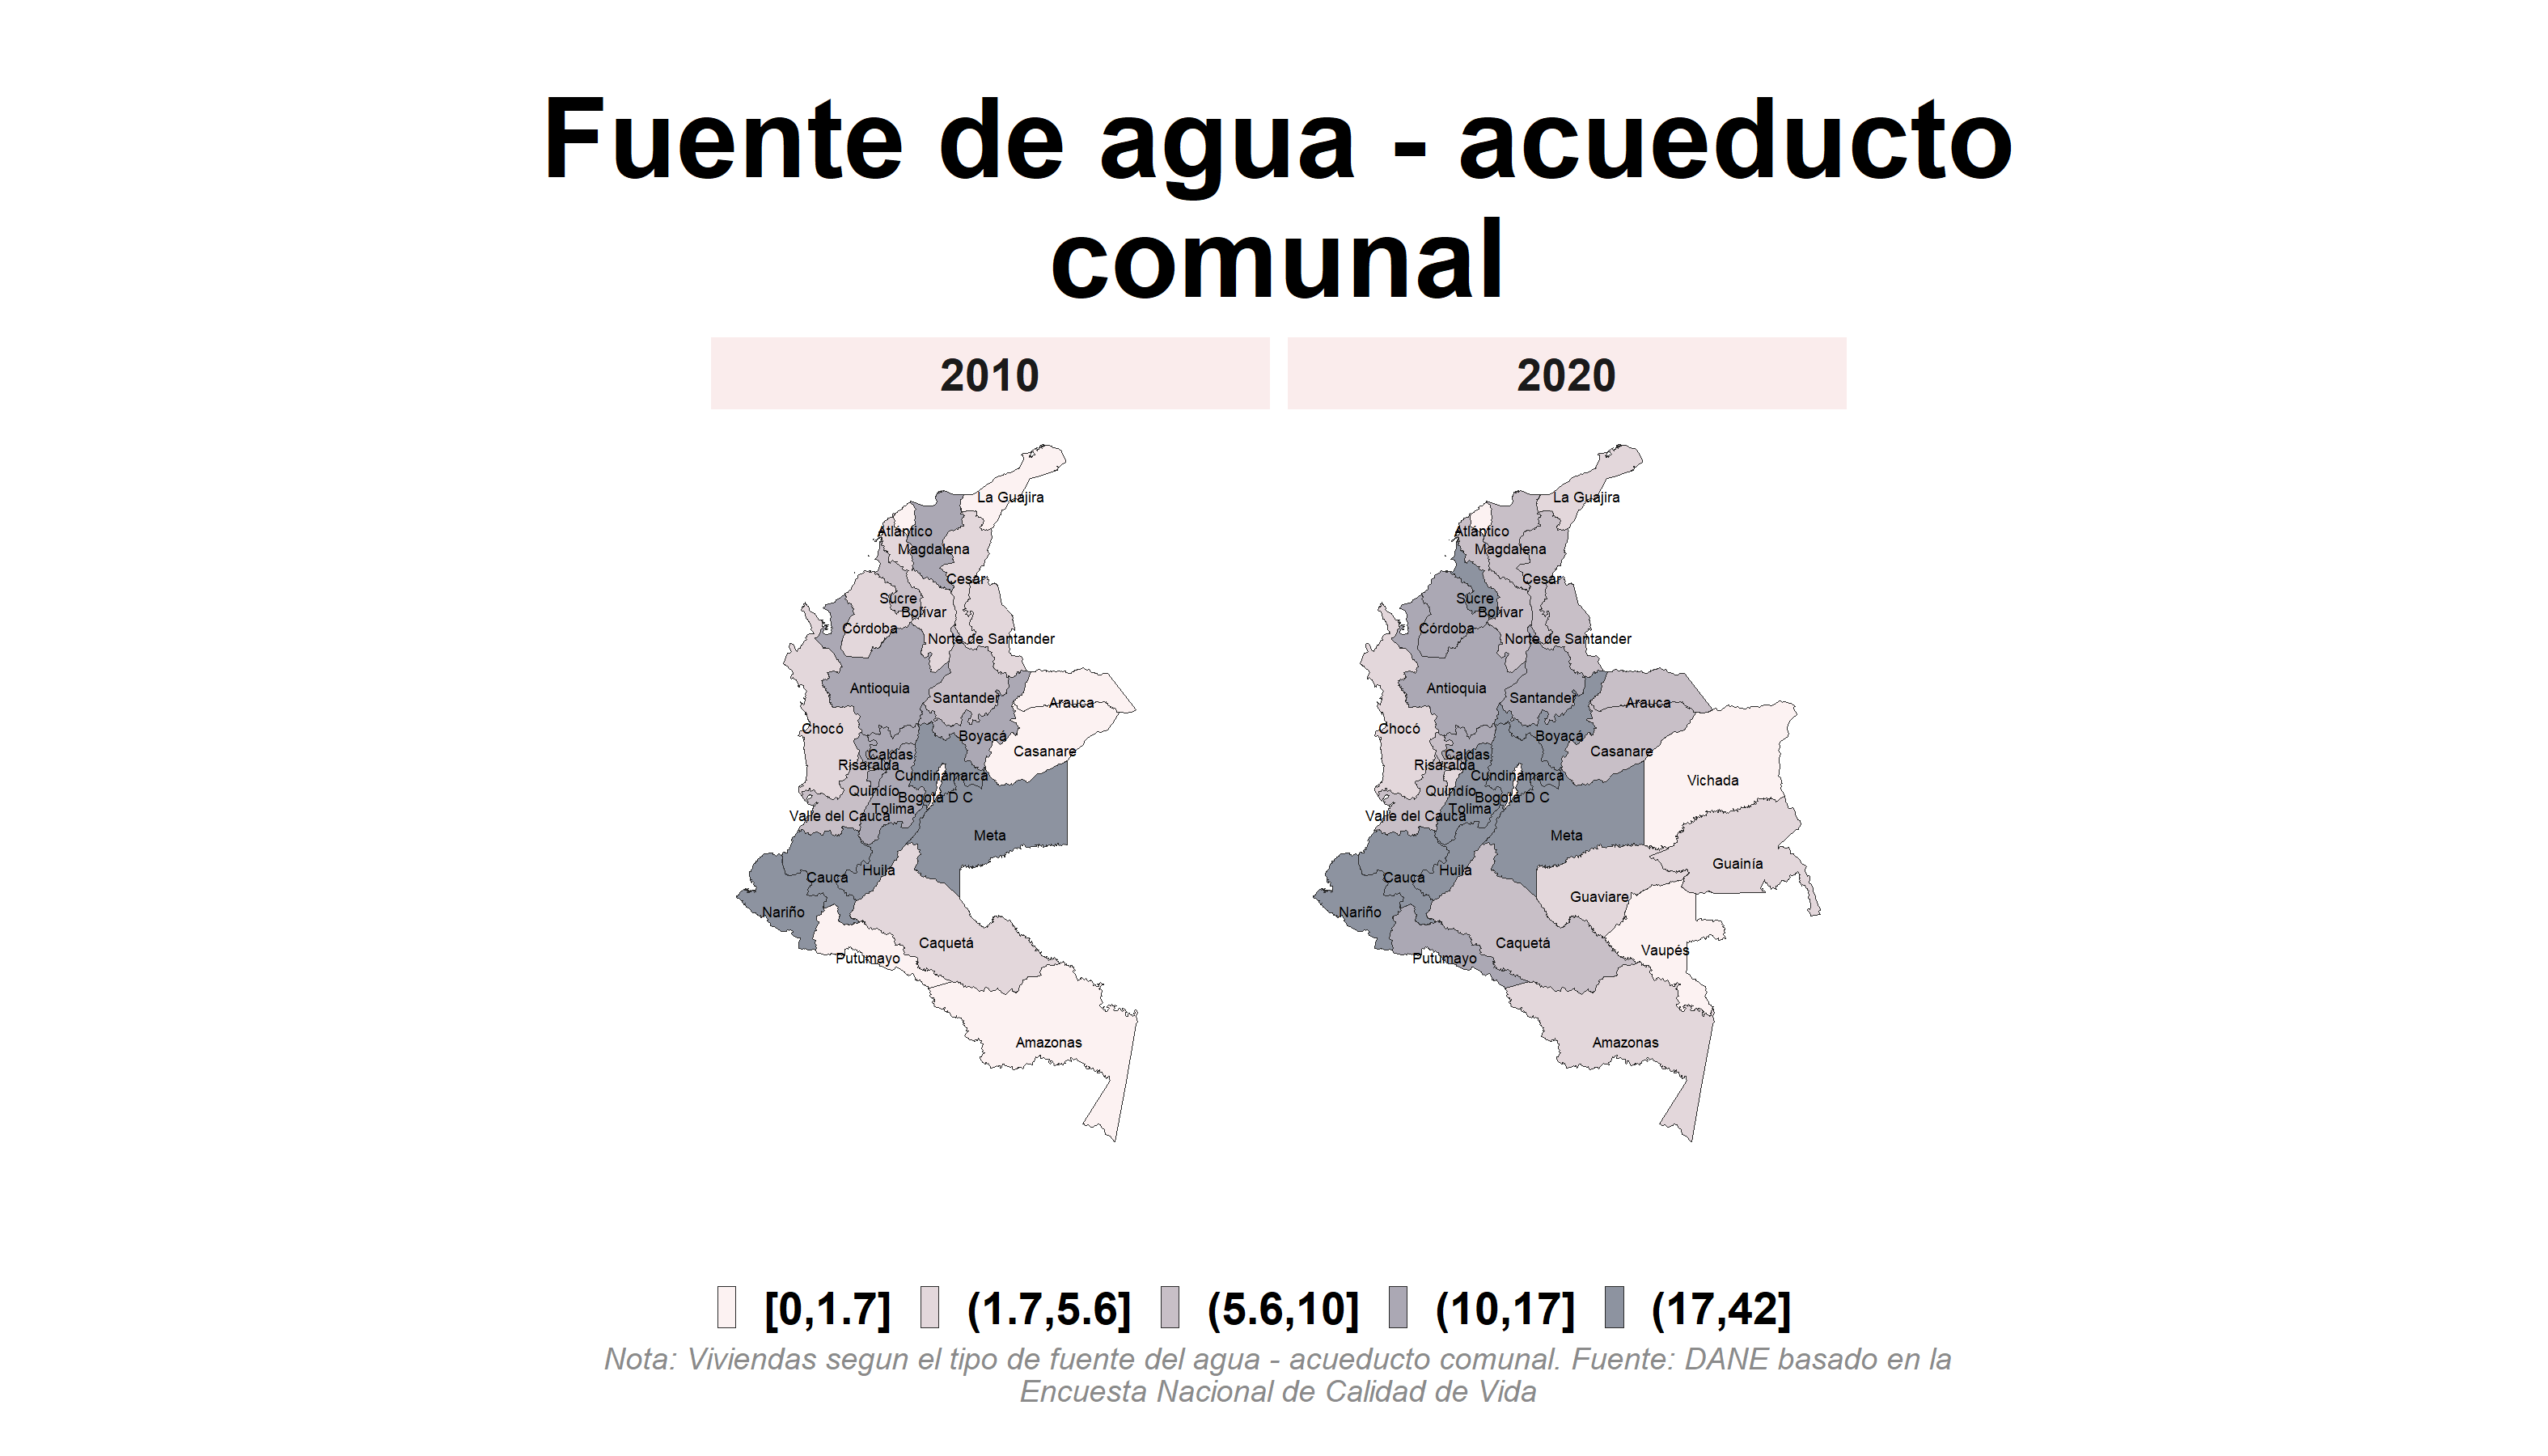 Fuente de agua - acueducto
comunal
2010
2020
La Guajira
Atlántico
Magdalena
Cesar
Sucre
Bolívar
Córdoba
Norte de Santander
Antioquia
Santander
Arauca
Chocó
Boyacá
Casanare
Caldas
Risaralda
Cundinamarca
Quindío
Bogotá D C
Tolima
Valle del Cauca
Meta
Huila
Cauca
Nariño
Caquetá
Putumayo
Amazonas
La Guajira
Atlántico
Magdalena
Cesar
Sucre
Bolívar
Córdoba
Norte de Santander
Antioquia
Santander
Arauca
Chocó
Boyacá
Casanare
Caldas
Risaralda
Cundinamarca
Vichada
Quindío
Bogotá D C
Tolima
Valle del Cauca
Meta
Guainía
Huila
Cauca
Guaviare
Nariño
Caquetá
Vaupés
Putumayo
Amazonas
[0,1.7] (1.7,5.6] (5.6,10] (10,17] (17,42]
Nota: Viviendas segun el tipo de fuente del agua - acueducto comunal. Fuente: DANE basado en la
Encuesta Nacional de Calidad de Vida